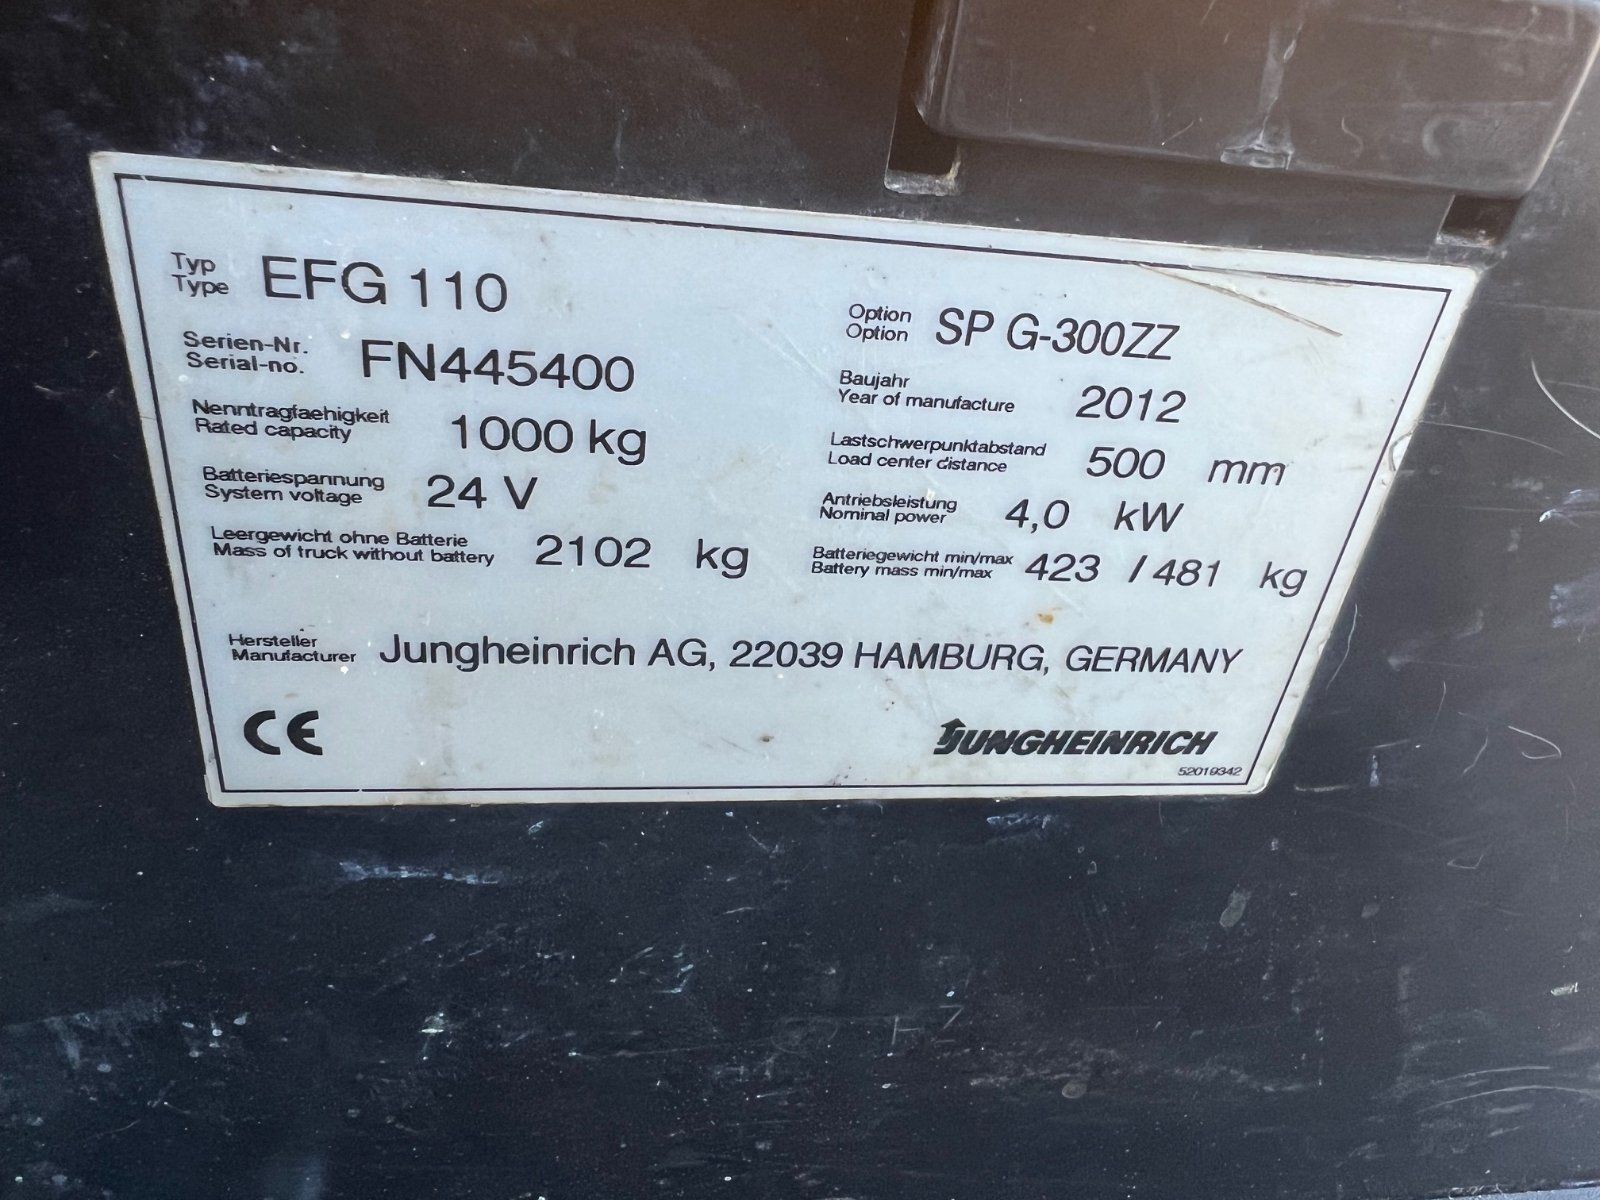 Typ
Type EFG 110
Option
Option SP G-300ZZ
Serien-Nr.
Serial-no. FN445400
Baujahr
Year of manufacture 2012
Nenntragfaehigkeit
Rated capacity 1000 kg
Lastschwerpunktabstand
Load center distance 500 mm
Batteriespannung
System voltage 24 V
Antriebsleistung
Nominal power 4,0 kW
Leergewicht ohne Batterie
Mass of truck without battery 2102 kg
Batteriegewicht min/max
Battery mass min/max 423 / 481 kg
Hersteller
Manufacturer Jungheinrich AG, 22039 HAMBURG, GERMANY
CE
JUNGHEINRICH
52019342